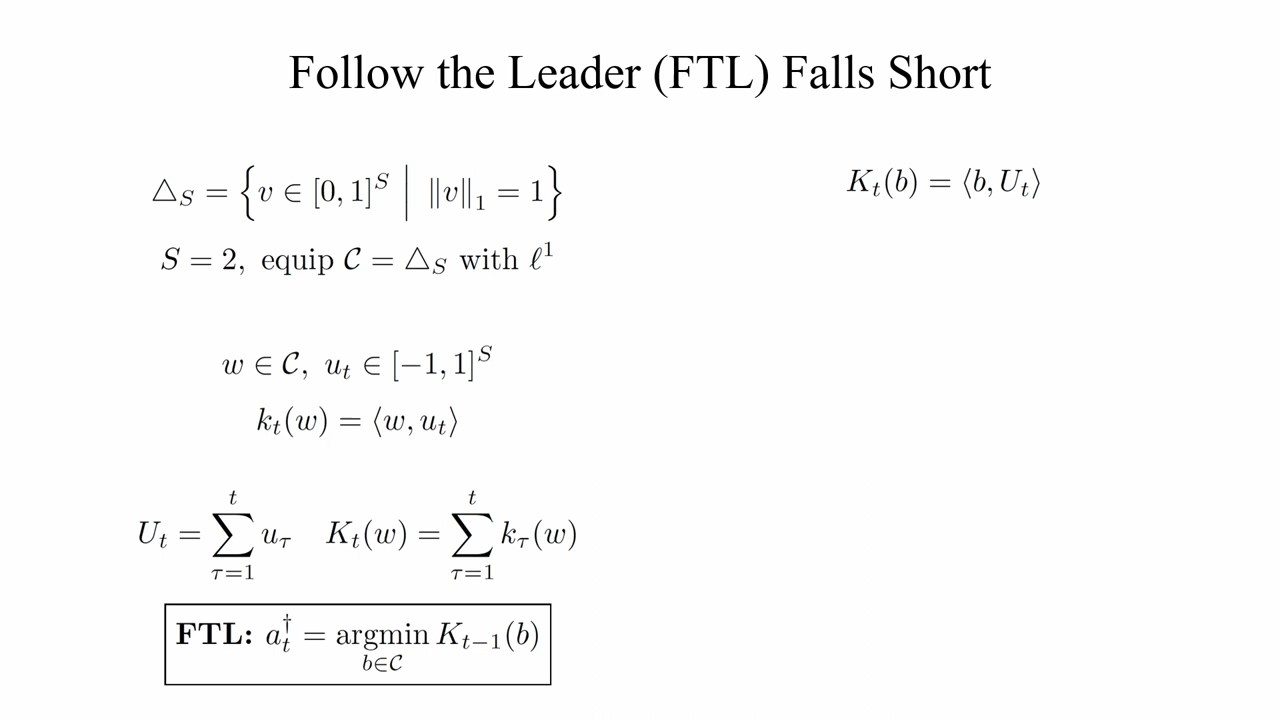 Follow the Leader (FTL) Falls Short
△_S = { v ∈ [0, 1]^S | ‖v‖_1 = 1 }
S = 2, equip 𝒞 = △_S with ℓ^1
w ∈ 𝒞, u_t ∈ [−1, 1]^S
k_t(w) = ⟨w, u_t⟩
U_t = ∑_{τ=1}^{t} u_τ K_t(w) = ∑_{τ=1}^{t} k_τ(w)
FTL: a_t^† = argmin_{b∈𝒞} K_{t−1}(b)
K_t(b) = ⟨b, U_t⟩